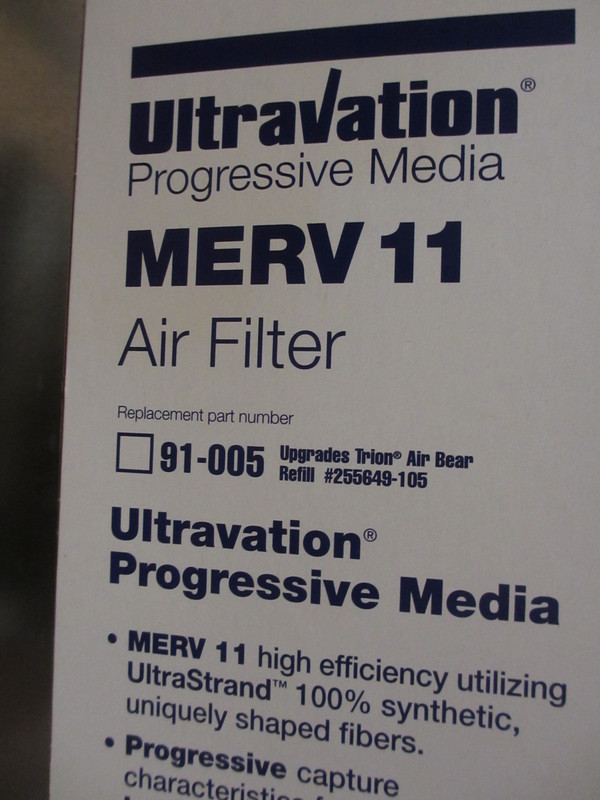 Ultravation®
Progressive Media
MERV 11
Air Filter
Replacement part number
91-005 Upgrades Trion® Air Bear
Refill #255649-105
Ultravation®
Progressive Media
• MERV 11 high efficiency utilizing
UltraStrand™ 100% synthetic,
uniquely shaped fibers.
• Progressive capture
characteristics